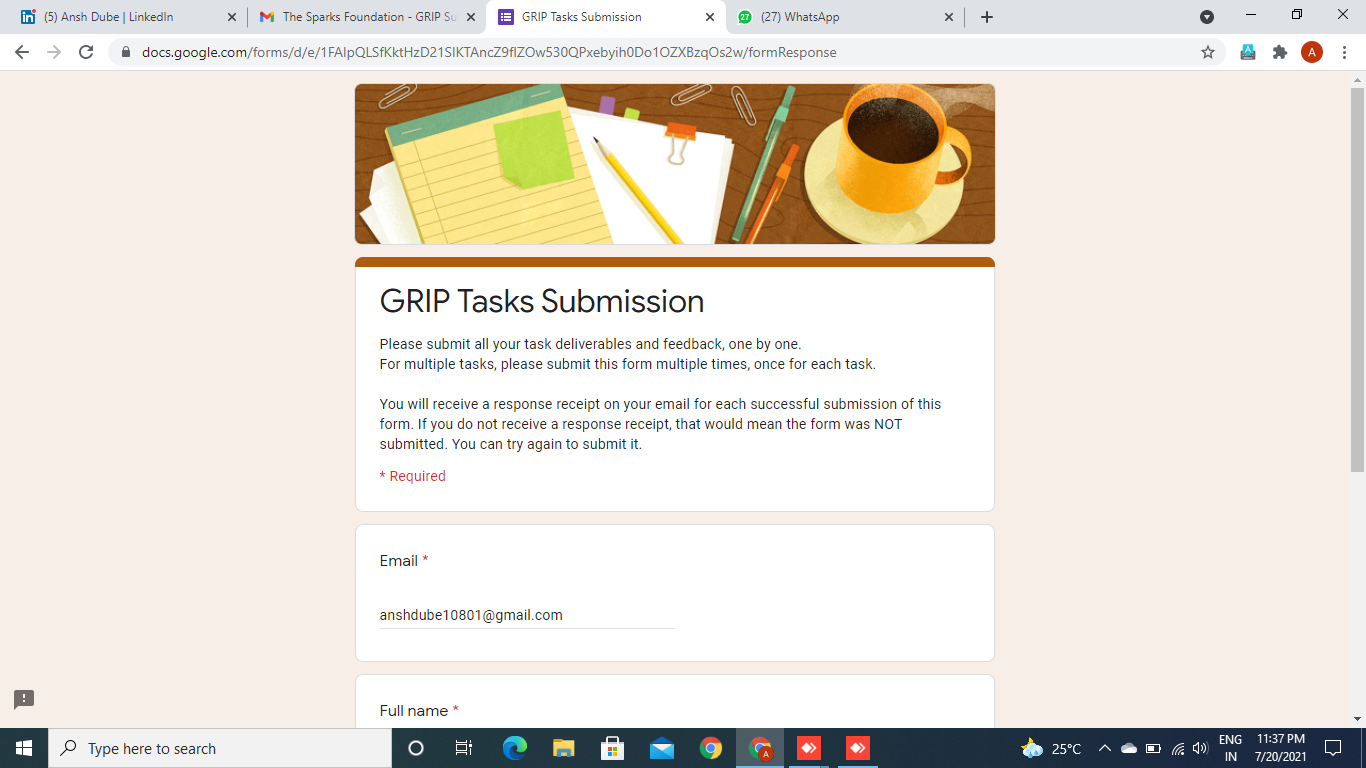 (5) Ansh Dube | LinkedIn
The Sparks Foundation - GRIP Su
GRIP Tasks Submission
27
(27) WhatsApp
docs.google.com/forms/d/e/1FAIpQLSfKktHzD21SlKTAncZ9flZOw530QPxebyih0Do1OZXBzqOs2w/formResponse
A
GRIP Tasks Submission
Please submit all your task deliverables and feedback, one by one.
For multiple tasks, please submit this form multiple times, once for each task.
You will receive a response receipt on your email for each successful submission of this
form. If you do not receive a response receipt, that would mean the form was NOT
submitted. You can try again to submit it.
* Required
Email *
anshdube10801@gmail.com
Full name *
Type here to search
A
25°C
ENG
IN
11:37 PM
7/20/2021